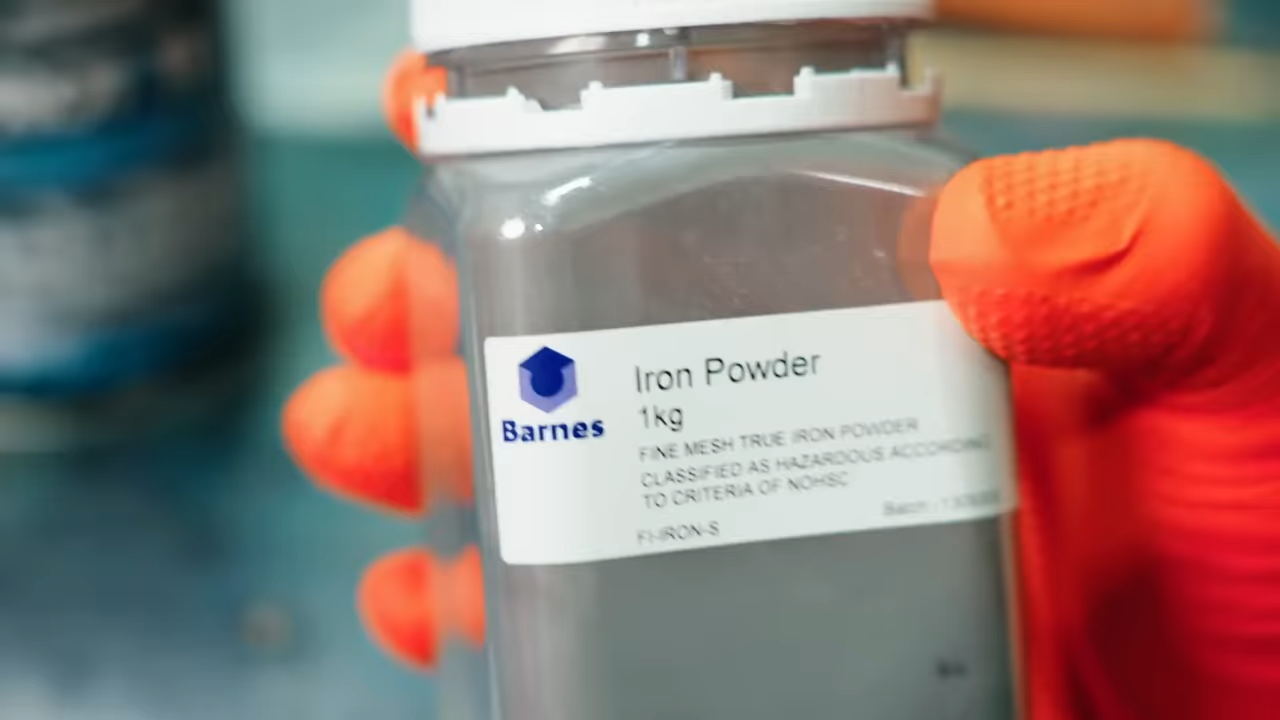 Barnes
Iron Powder
1kg
FINE MESH TRUE IRON POWDER
CLASSIFIED AS HAZARDOUS ACCORDING
TO CRITERIA OF NOHSC
FI-IRON-S
Batch :